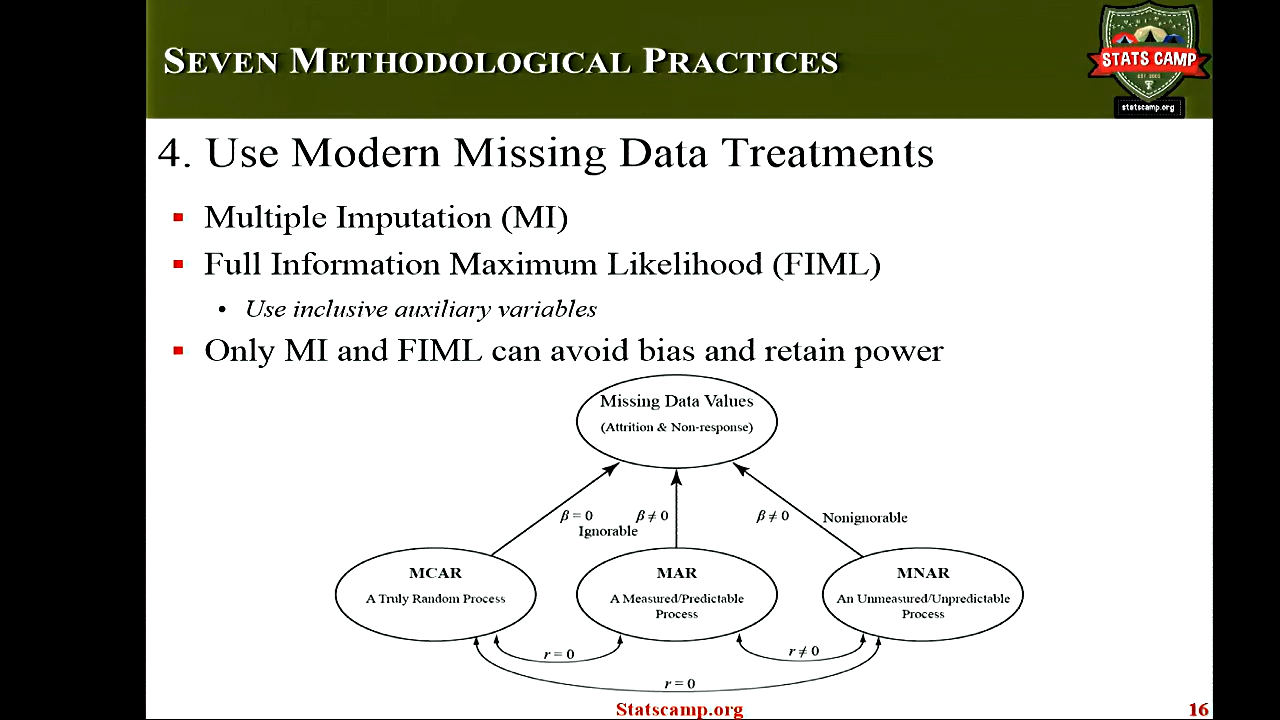 SEVEN METHODOLOGICAL PRACTICES
STATS CAMP
EST 2003
statscamp.org
4. Use Modern Missing Data Treatments
Multiple Imputation (MI)
Full Information Maximum Likelihood (FIML)
Use inclusive auxiliary variables
Only MI and FIML can avoid bias and retain power
Missing Data Values
(Attrition & Non-response)
β = 0
β ≠ 0
β ≠ 0
Nonignorable
Ignorable
MCAR
A Truly Random Process
MAR
A Measured/Predictable
Process
MNAR
An Unmeasured/Unpredictable
Process
r = 0
r ≠ 0
r = 0
Statscamp.org
16